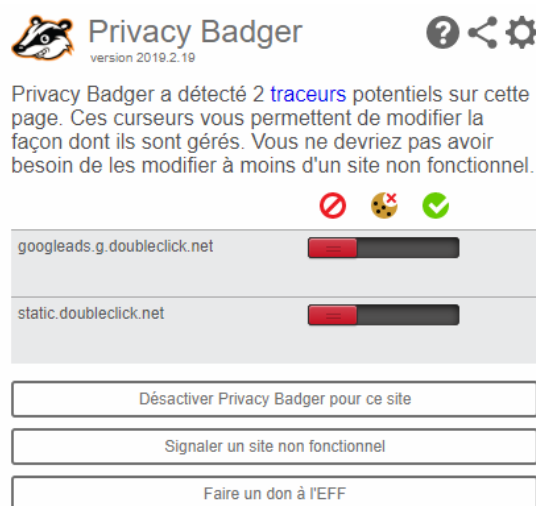 Privacy Badger
version 2019.2.19
Privacy Badger a détecté 2 traceurs potentiels sur cette
page. Ces curseurs vous permettent de modifier la
façon dont ils sont gérés. Vous ne devriez pas avoir
besoin de les modifier à moins d'un site non fonctionnel.
googleads.g.doubleclick.net
static.doubleclick.net
Désactiver Privacy Badger pour ce site
Signaler un site non fonctionnel
Faire un don à l'EFF